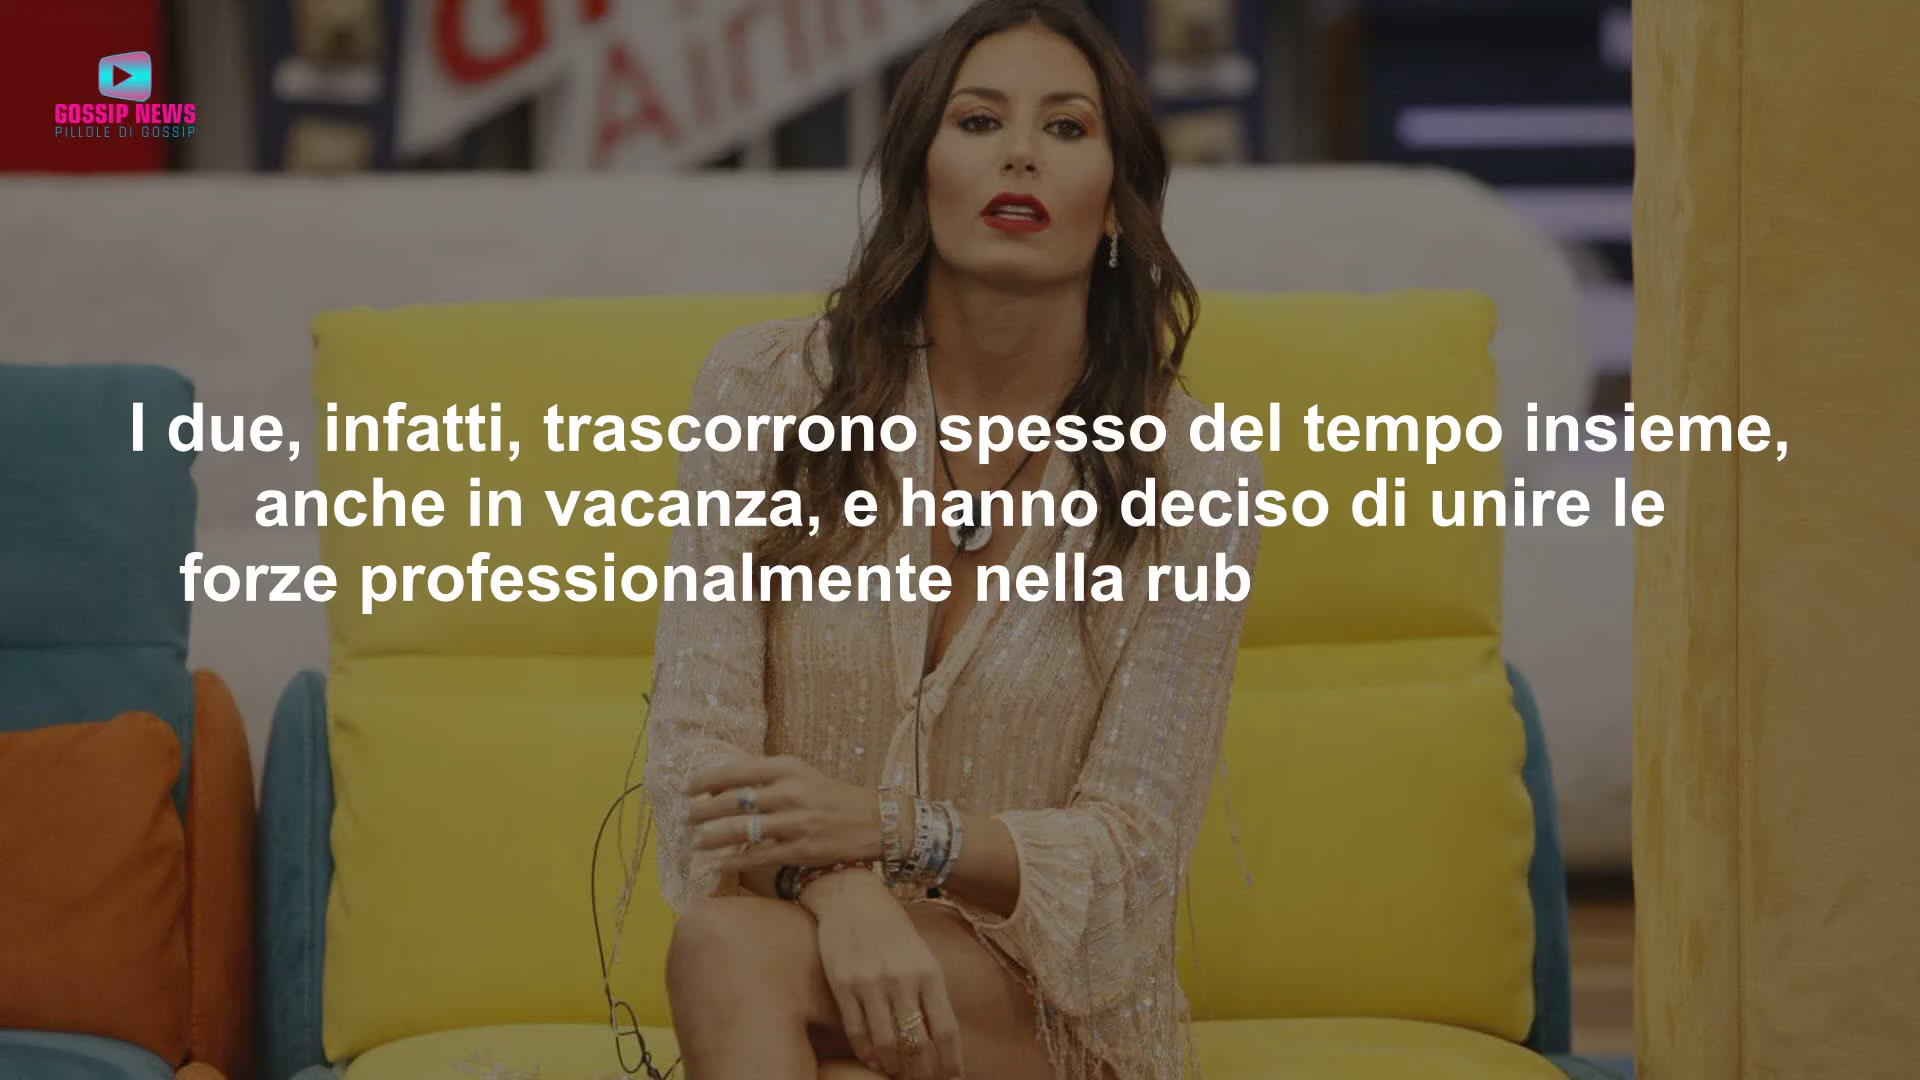 GOSSIP NEWS
PILLOLE DI GOSSIP
Airlin
I due, infatti, trascorrono spesso del tempo insieme,
anche in vacanza, e hanno deciso di unire le
forze professionalmente nella rub